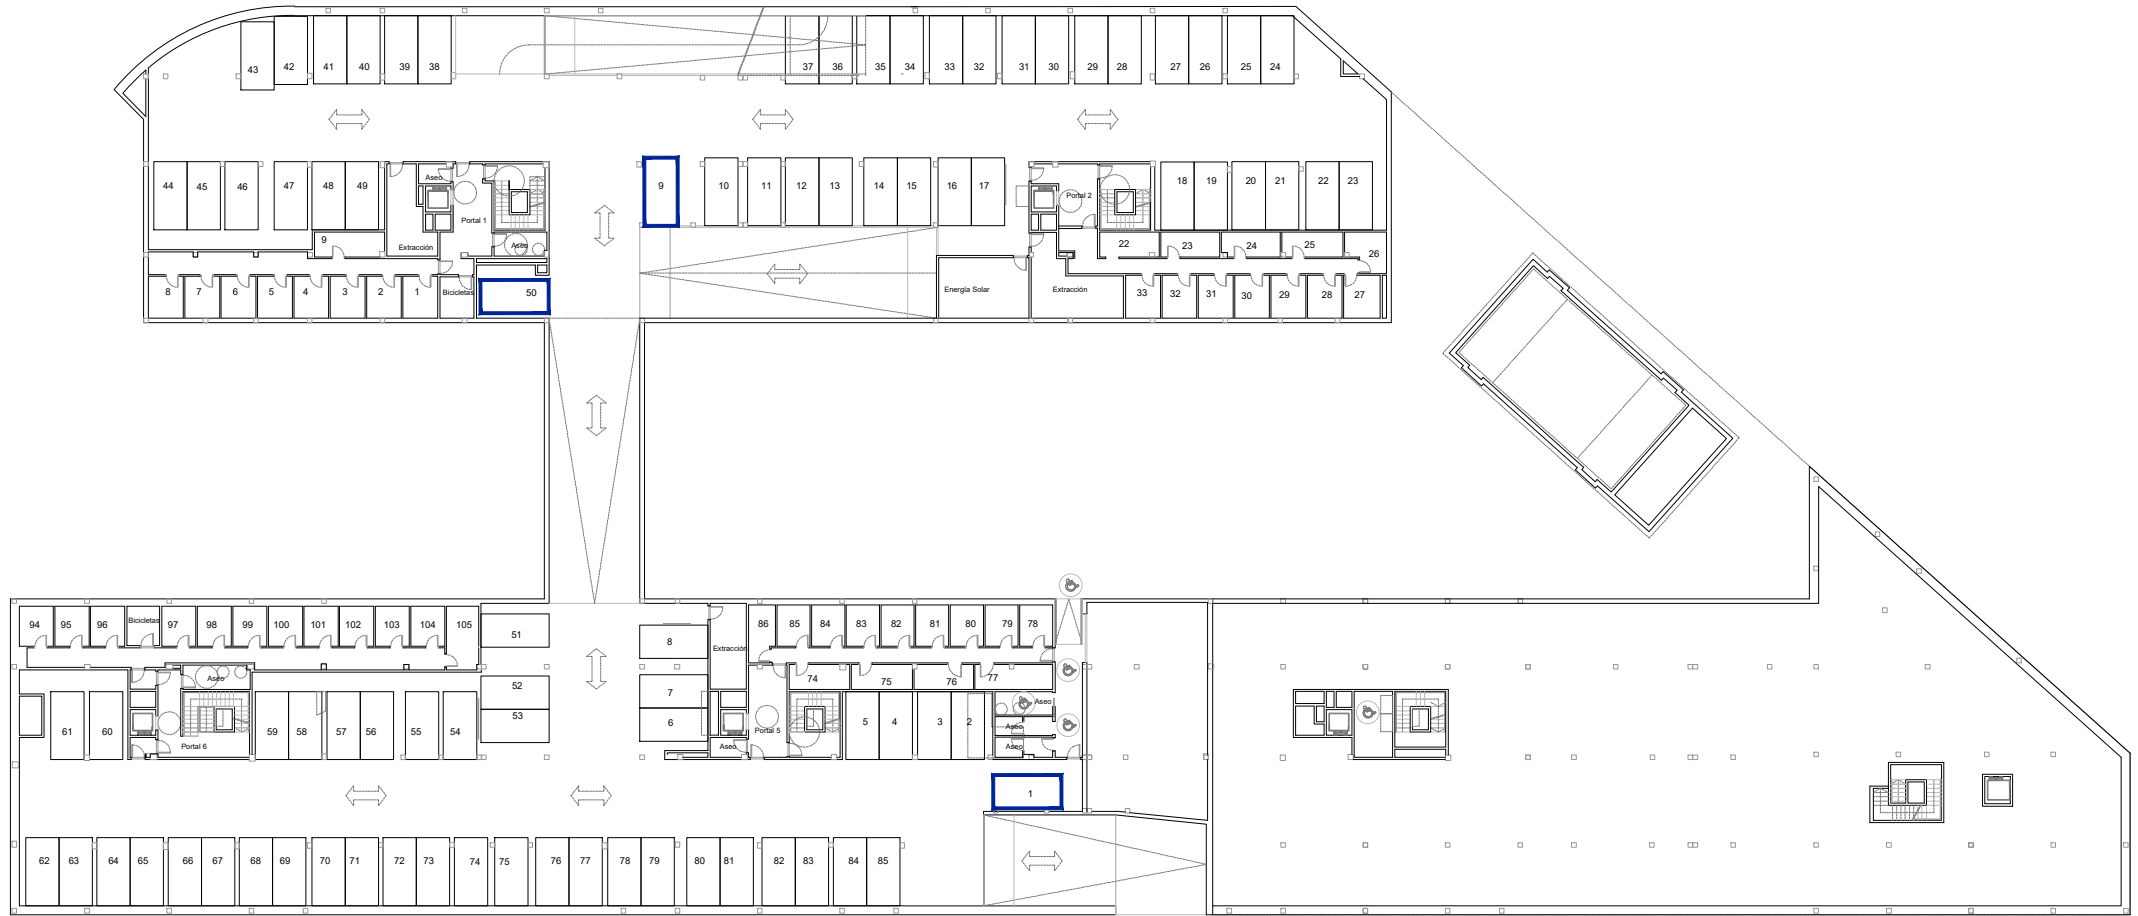 43 42 41 40 39 38 37 36 35 34 33 32 31 30 29 28 27 26 25 24
44 45 46 47 48 49 9 10 11 12 13 14 15 16 17 18 19 20 21 22 23
Aseo
Portal 1
Portal 2
9 Extracción Aseo 22 23 24 25 26
8 7 6 5 4 3 2 1 Bicicletas 50 Energía Solar Extracción 33 32 31 30 29 28 27
94 95 96 Bicicletas 97 98 99 100 101 102 103 104 105 51 8 86 85 84 83 82 81 80 79 78
Extracción
Aseo 74 75 76 77
52 7
53 6
Aseo
61 60 59 58 57 56 55 54 5 4 3 2
Portal 5 Aseo
Portal 6 Aseo Aseo
1
62 63 64 65 66 67 68 69 70 71 72 73 74 75 76 77 78 79 80 81 82 83 84 85